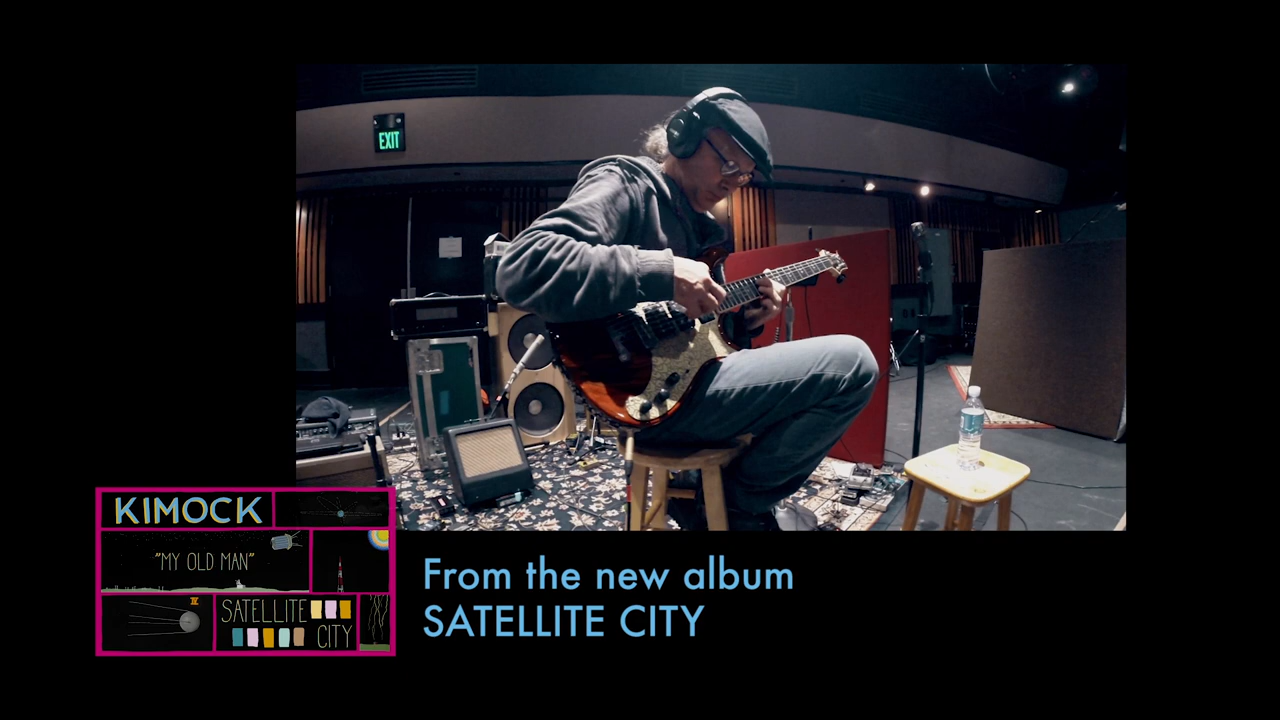 EXIT
KIMOCK
"MY OLD MAN"
SATELLITE
CITY
From the new album
SATELLITE CITY